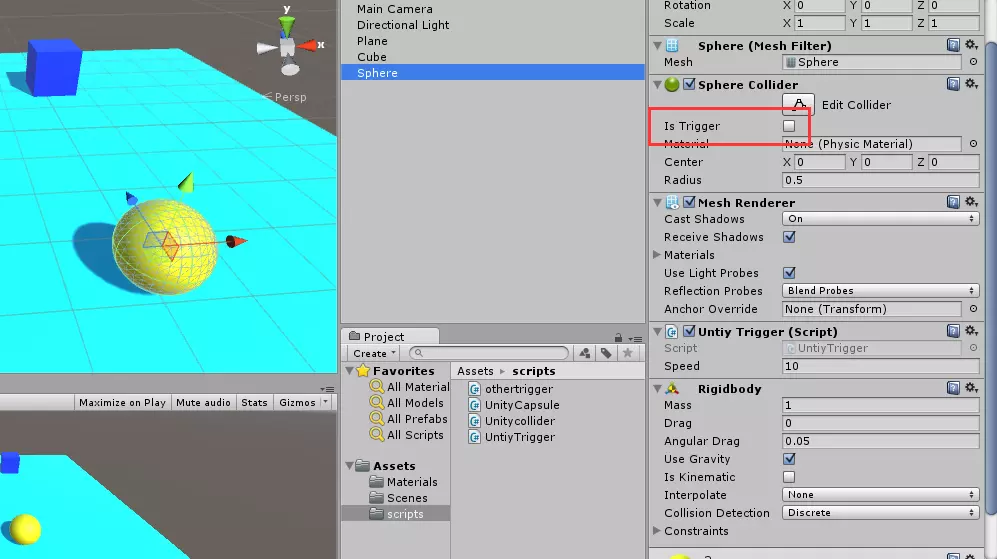 y
x
Persp
Maximize on Play Mute audio Stats Gizmos
Main Camera
Directional Light
Plane
Cube
Sphere
Project
Create
Favorites
All Material
All Models
All Prefabs
All Scripts
Assets
Materials
Scenes
scripts
Assets scripts
othertrigger
UnityCapsule
Unitycollider
UntiyTrigger
Rotation X 0 Y 0 Z 0
Scale X 1 Y 1 Z 1
Sphere (Mesh Filter)
Mesh Sphere
Sphere Collider
Edit Collider
Is Trigger
Material None (Physic Material)
Center X 0 Y 0 Z 0
Radius 0.5
Mesh Renderer
Cast Shadows On
Receive Shadows
Materials
Use Light Probes
Reflection Probes Blend Probes
Anchor Override None (Transform)
Untiy Trigger (Script)
Script UntiyTrigger
Speed 10
Rigidbody
Mass 1
Drag 0
Angular Drag 0.05
Use Gravity
Is Kinematic
Interpolate None
Collision Detection Discrete
Constraints